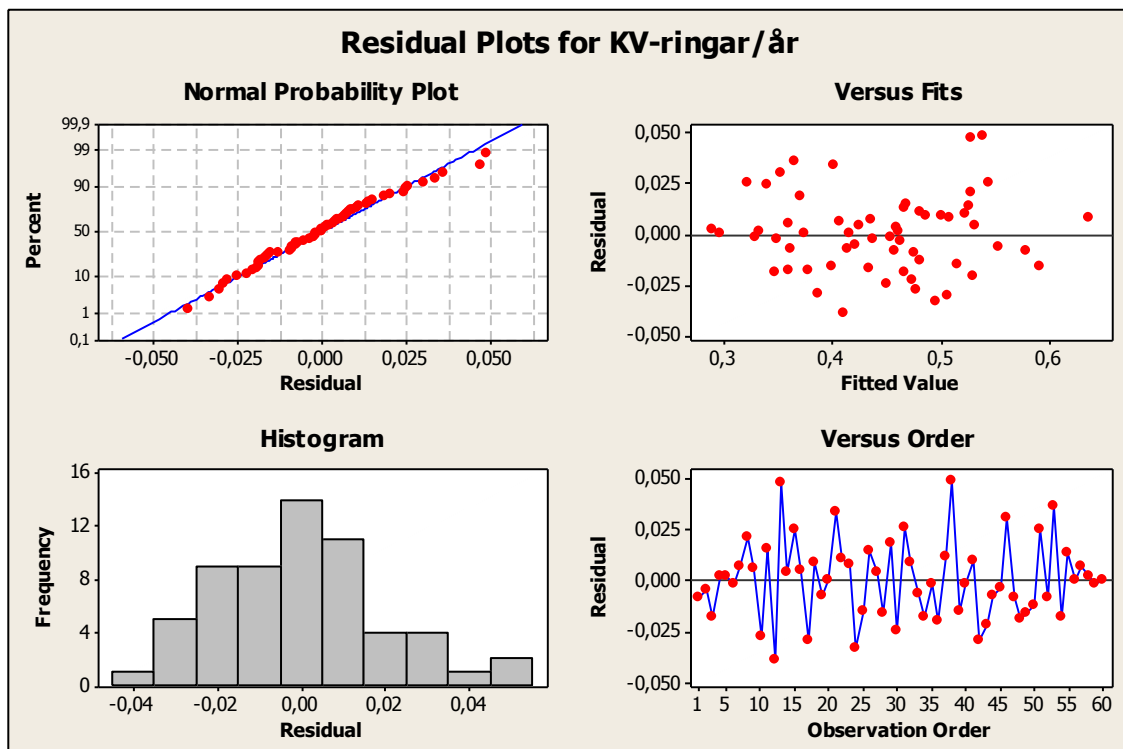 Residual Plots for KV-ringar/år
Normal Probability Plot
99,9
99
90
50
10
1
0,1
Percent
-0,050 -0,025 0,000 0,025 0,050
Residual
Versus Fits
0,050
0,025
0,000
-0,025
-0,050
Residual
0,3 0,4 0,5 0,6
Fitted Value
Histogram
16
12
8
4
0
Frequency
-0,04 -0,02 0,00 0,02 0,04
Residual
Versus Order
0,050
0,025
0,000
-0,025
-0,050
Residual
1 5 10 15 20 25 30 35 40 45 50 55 60
Observation Order